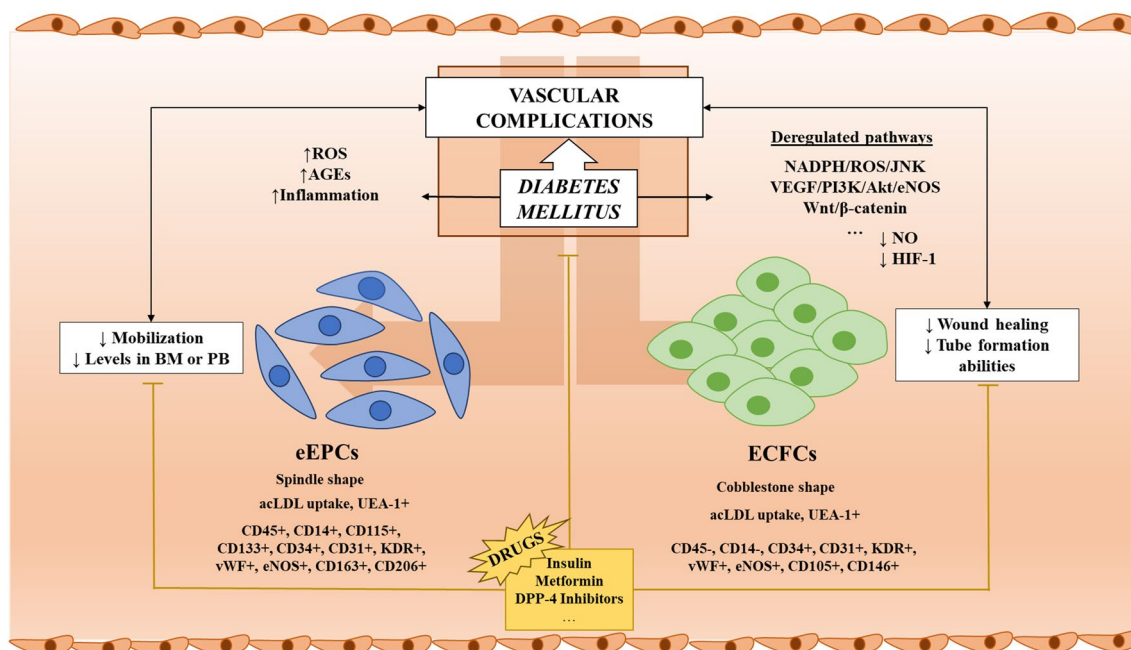 VASCULAR
COMPLICATIONS
↑ROS
↑AGEs
↑Inflammation
DIABETES
MELLITUS
Deregulated pathways
NADPH/ROS/JNK
VEGF/PI3K/Akt/eNOS
Wnt/β-catenin
...
↓ NO
↓ HIF-1
↓ Mobilization
↓ Levels in BM or PB
↓ Wound healing
↓ Tube formation
abilities
eEPCs
Spindle shape
acLDL uptake, UEA-1+
CD45+, CD14+, CD115+,
CD133+, CD34+, CD31+, KDR+,
vWF+, eNOS+, CD163+, CD206+
ECFCs
Cobblestone shape
acLDL uptake, UEA-1+
CD45-, CD14-, CD34+, CD31+, KDR+,
vWF+, eNOS+, CD105+, CD146+
DRUGS
Insulin
Metformin
DPP-4 Inhibitors
...